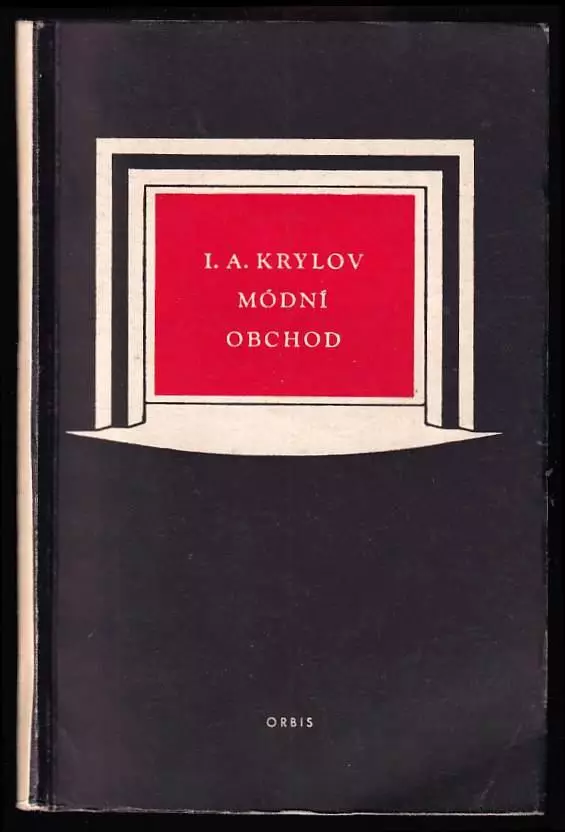 I. A. KRYLOV
MÓDNÍ
OBCHOD
ORBIS